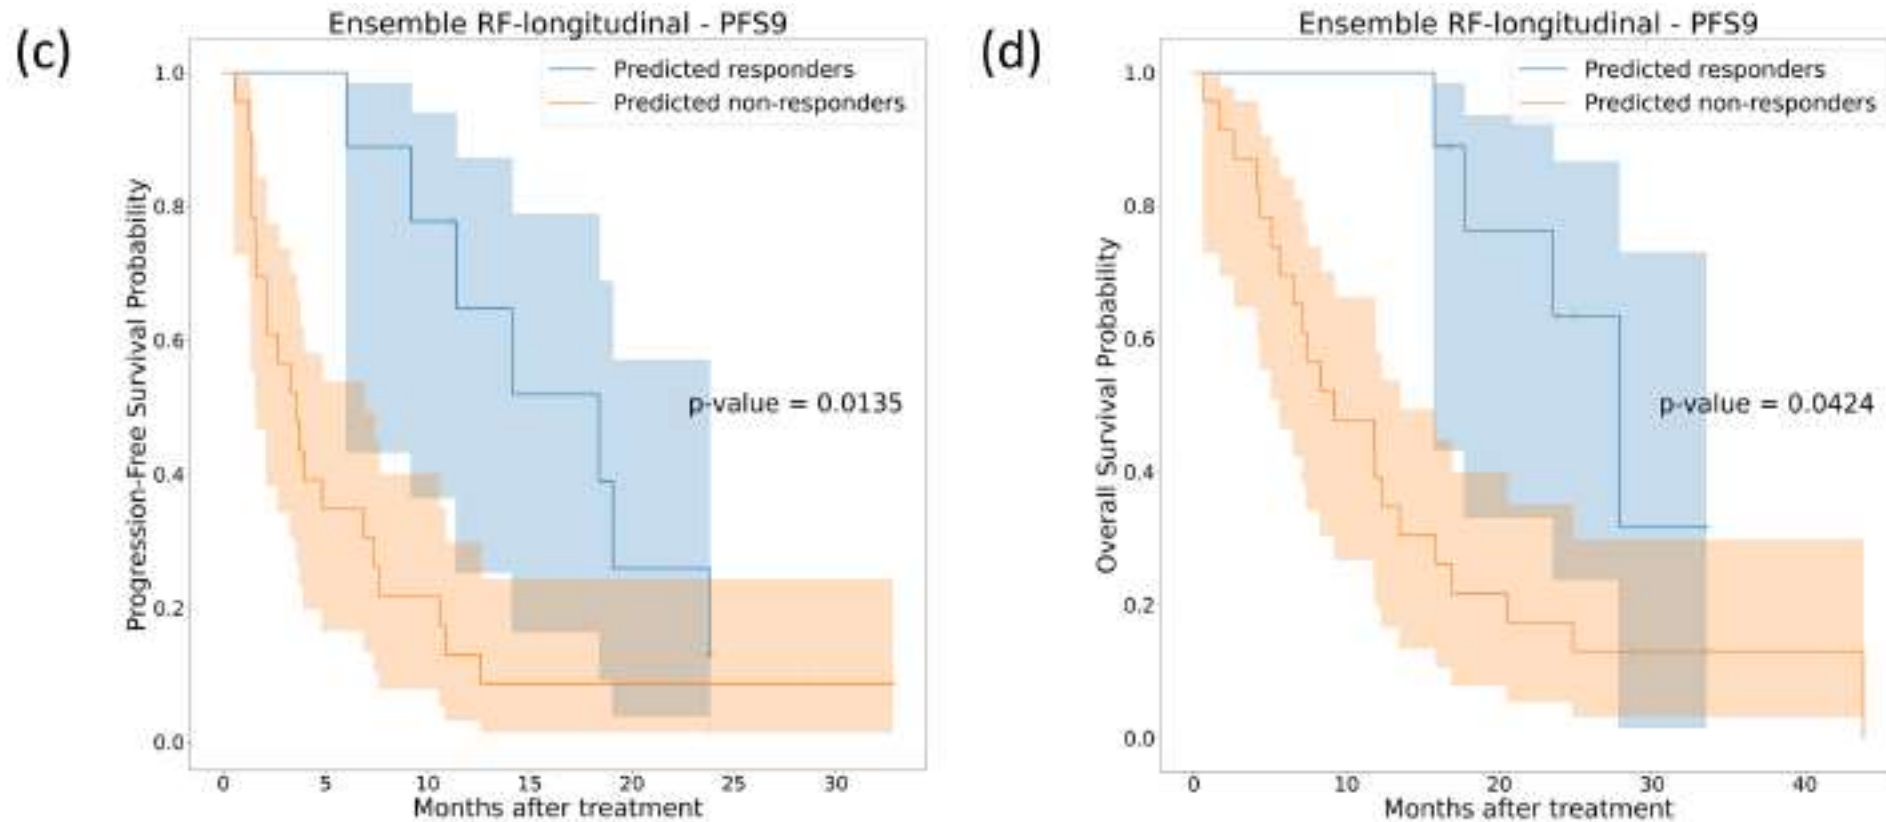 (c)
Ensemble RF-longitudinal - PFS9
Predicted responders
Predicted non-responders
Progression-Free Survival Probability
1.0
0.8
0.6
0.4
0.2
0.0
p-value = 0.0135
0 5 10 15 20 25 30
Months after treatment
(d)
Ensemble RF-longitudinal - PFS9
Predicted responders
Predicted non-responders
Overall Survival Probability
1.0
0.8
0.6
0.4
0.2
0.0
p-value = 0.0424
0 10 20 30 40
Months after treatment